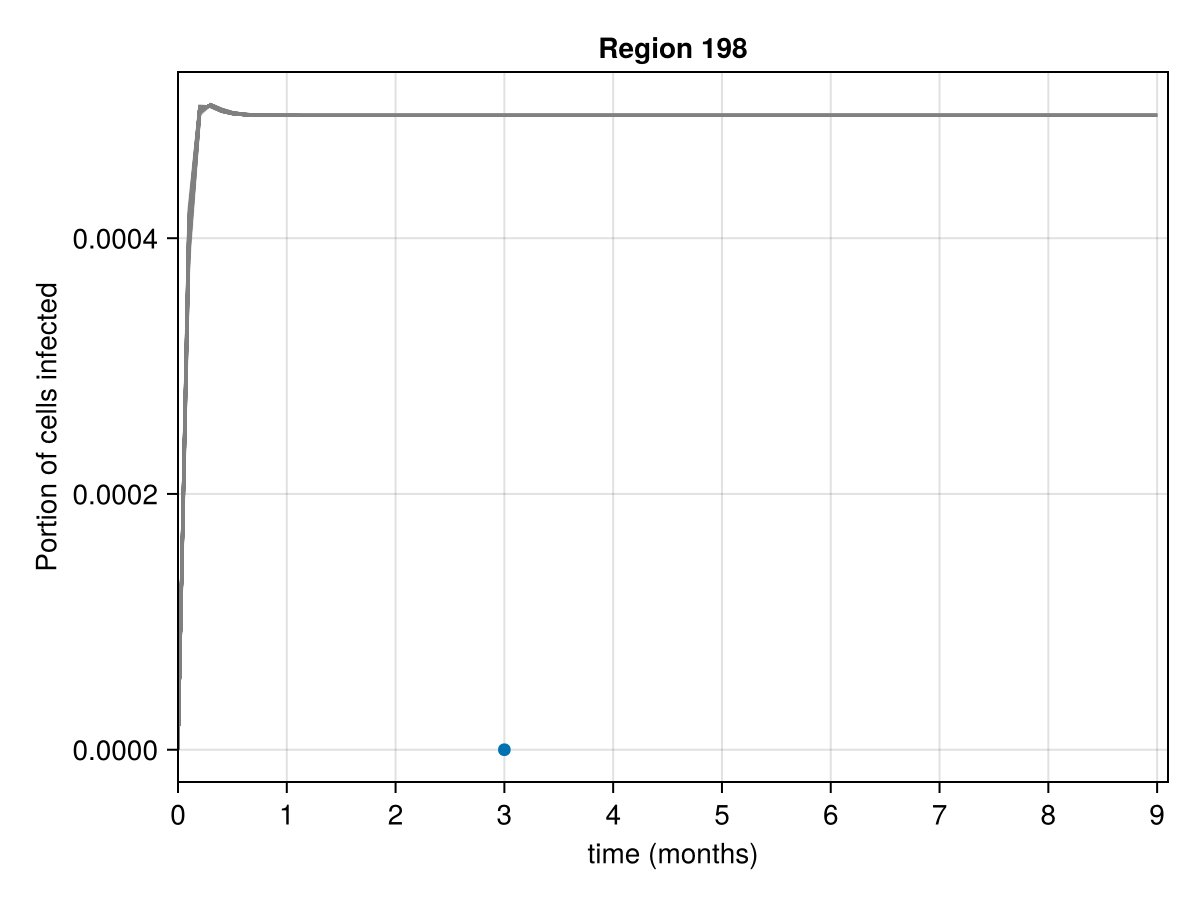 Region 198
Portion of cells infected
0.0004
0.0002
0.0000
0 1 2 3 4 5 6 7 8 9
time (months)